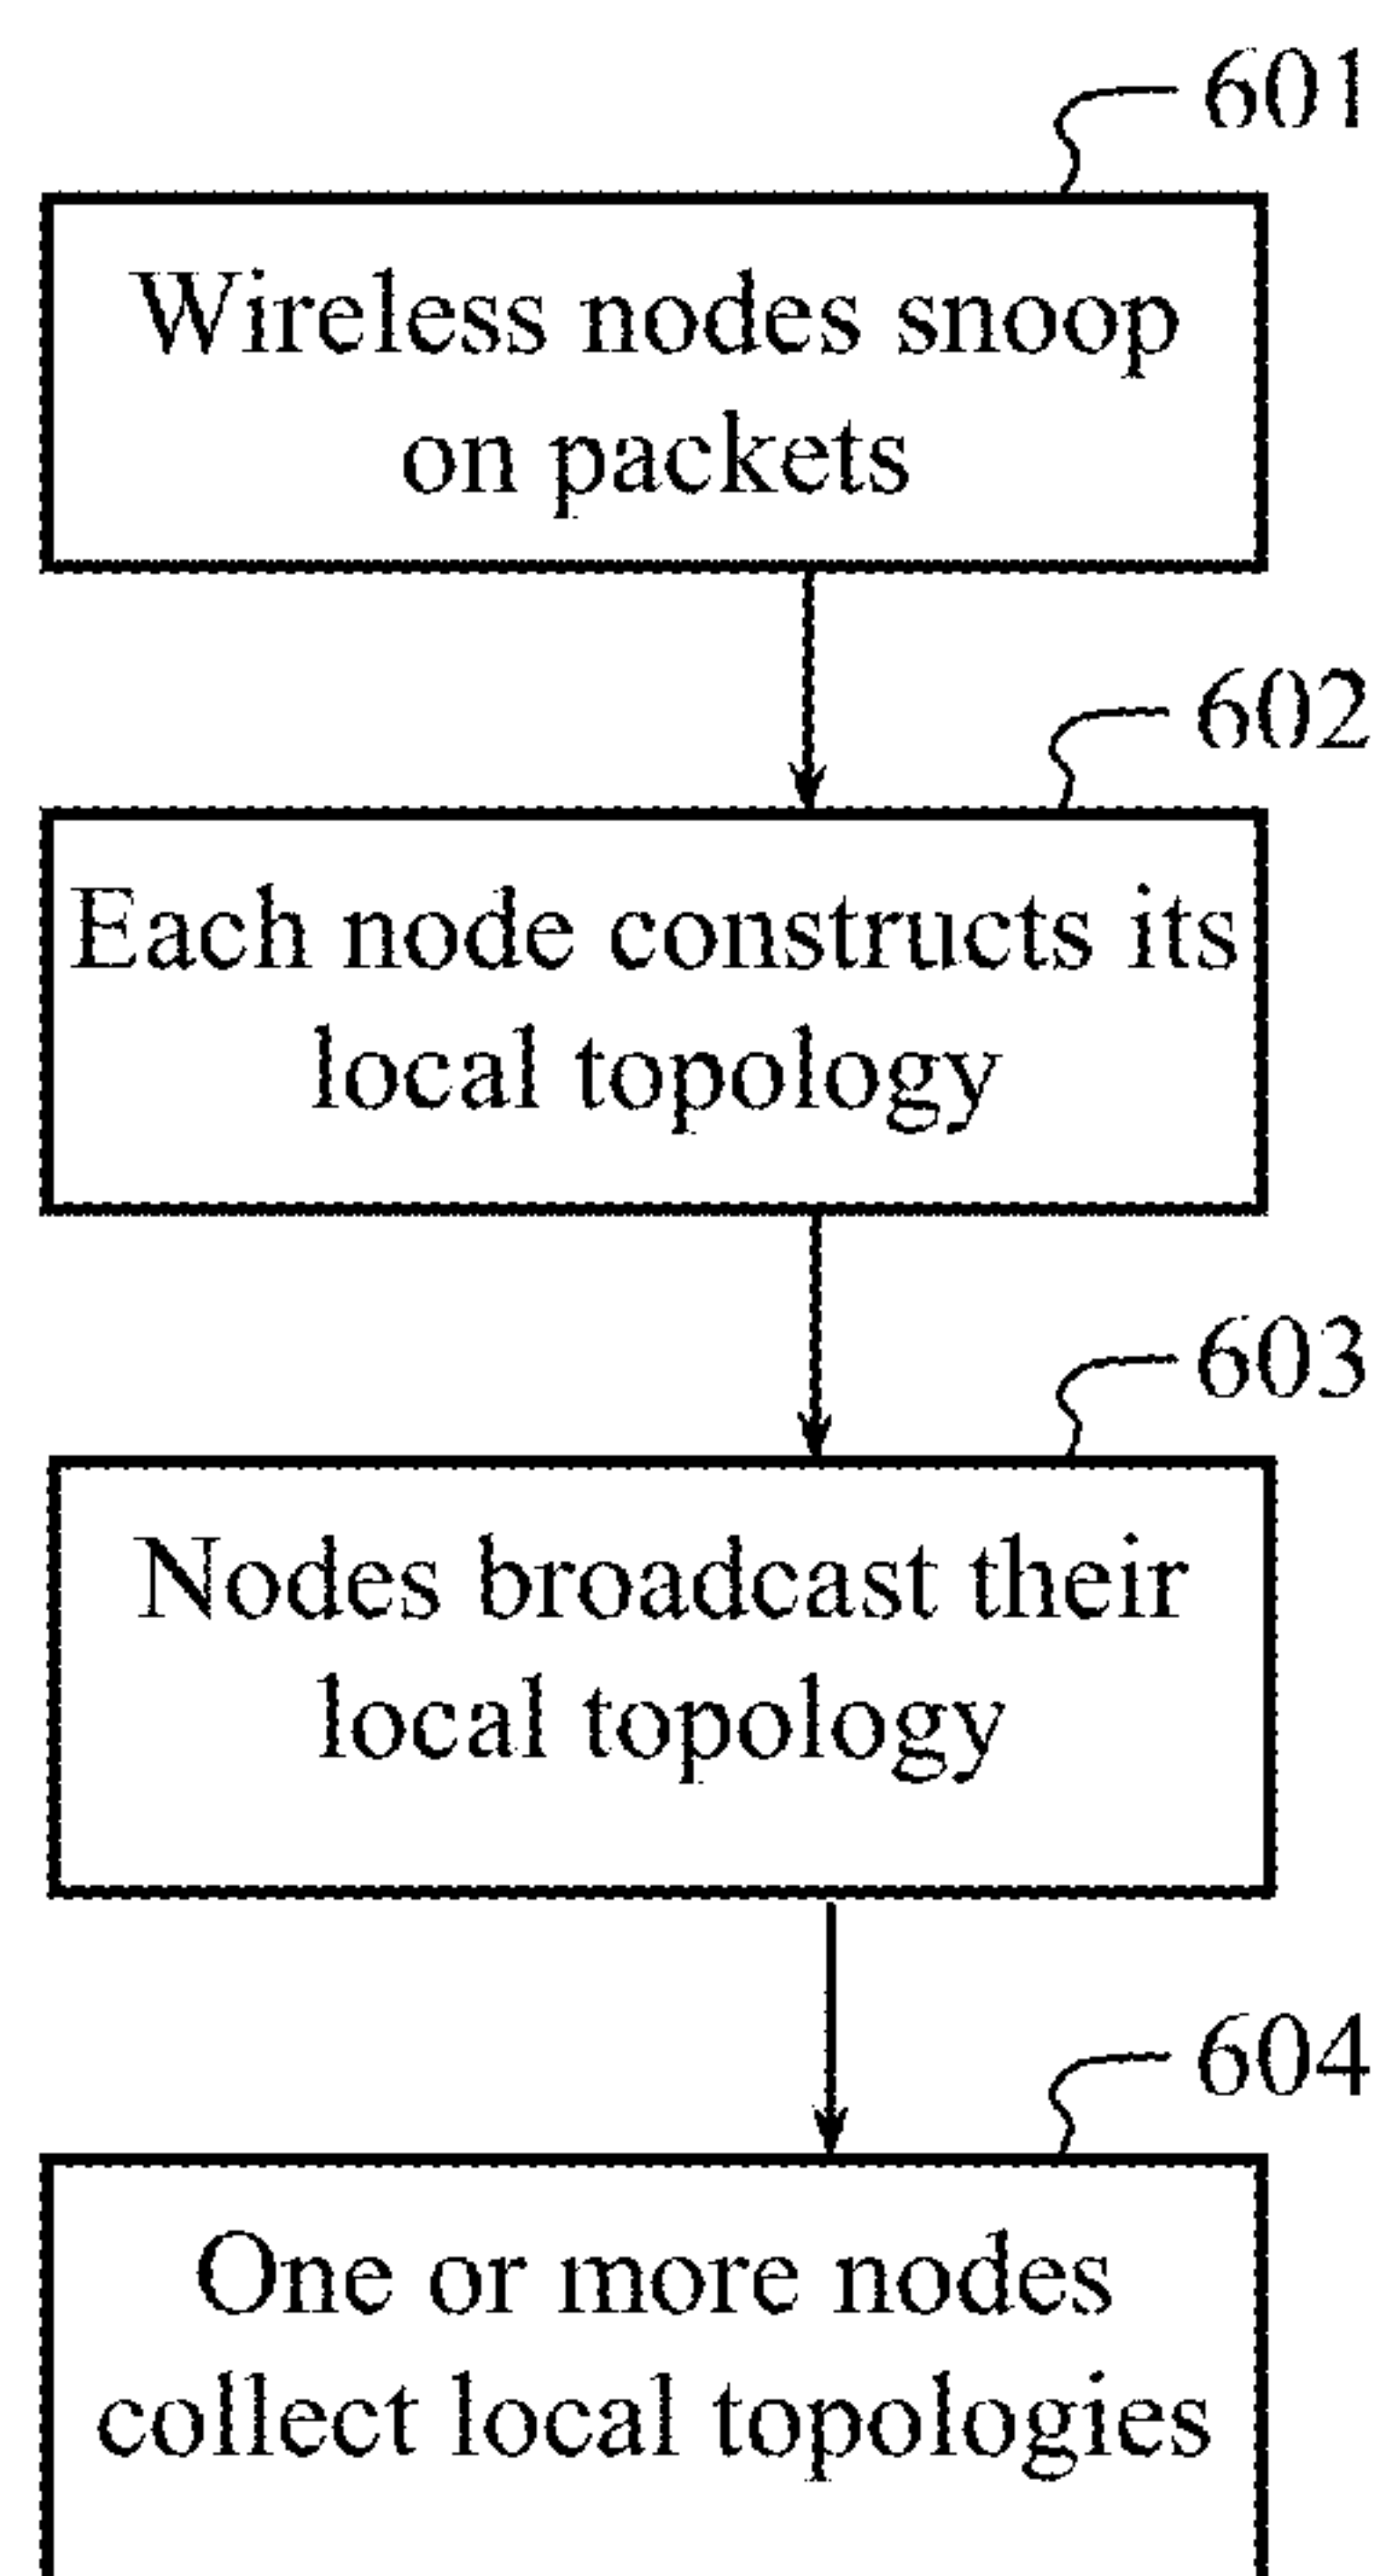 601
Wireless nodes snoop
on packets
602
Each node constructs its
local topology
603
Nodes broadcast their
local topology
604
One or more nodes
collect local topologies